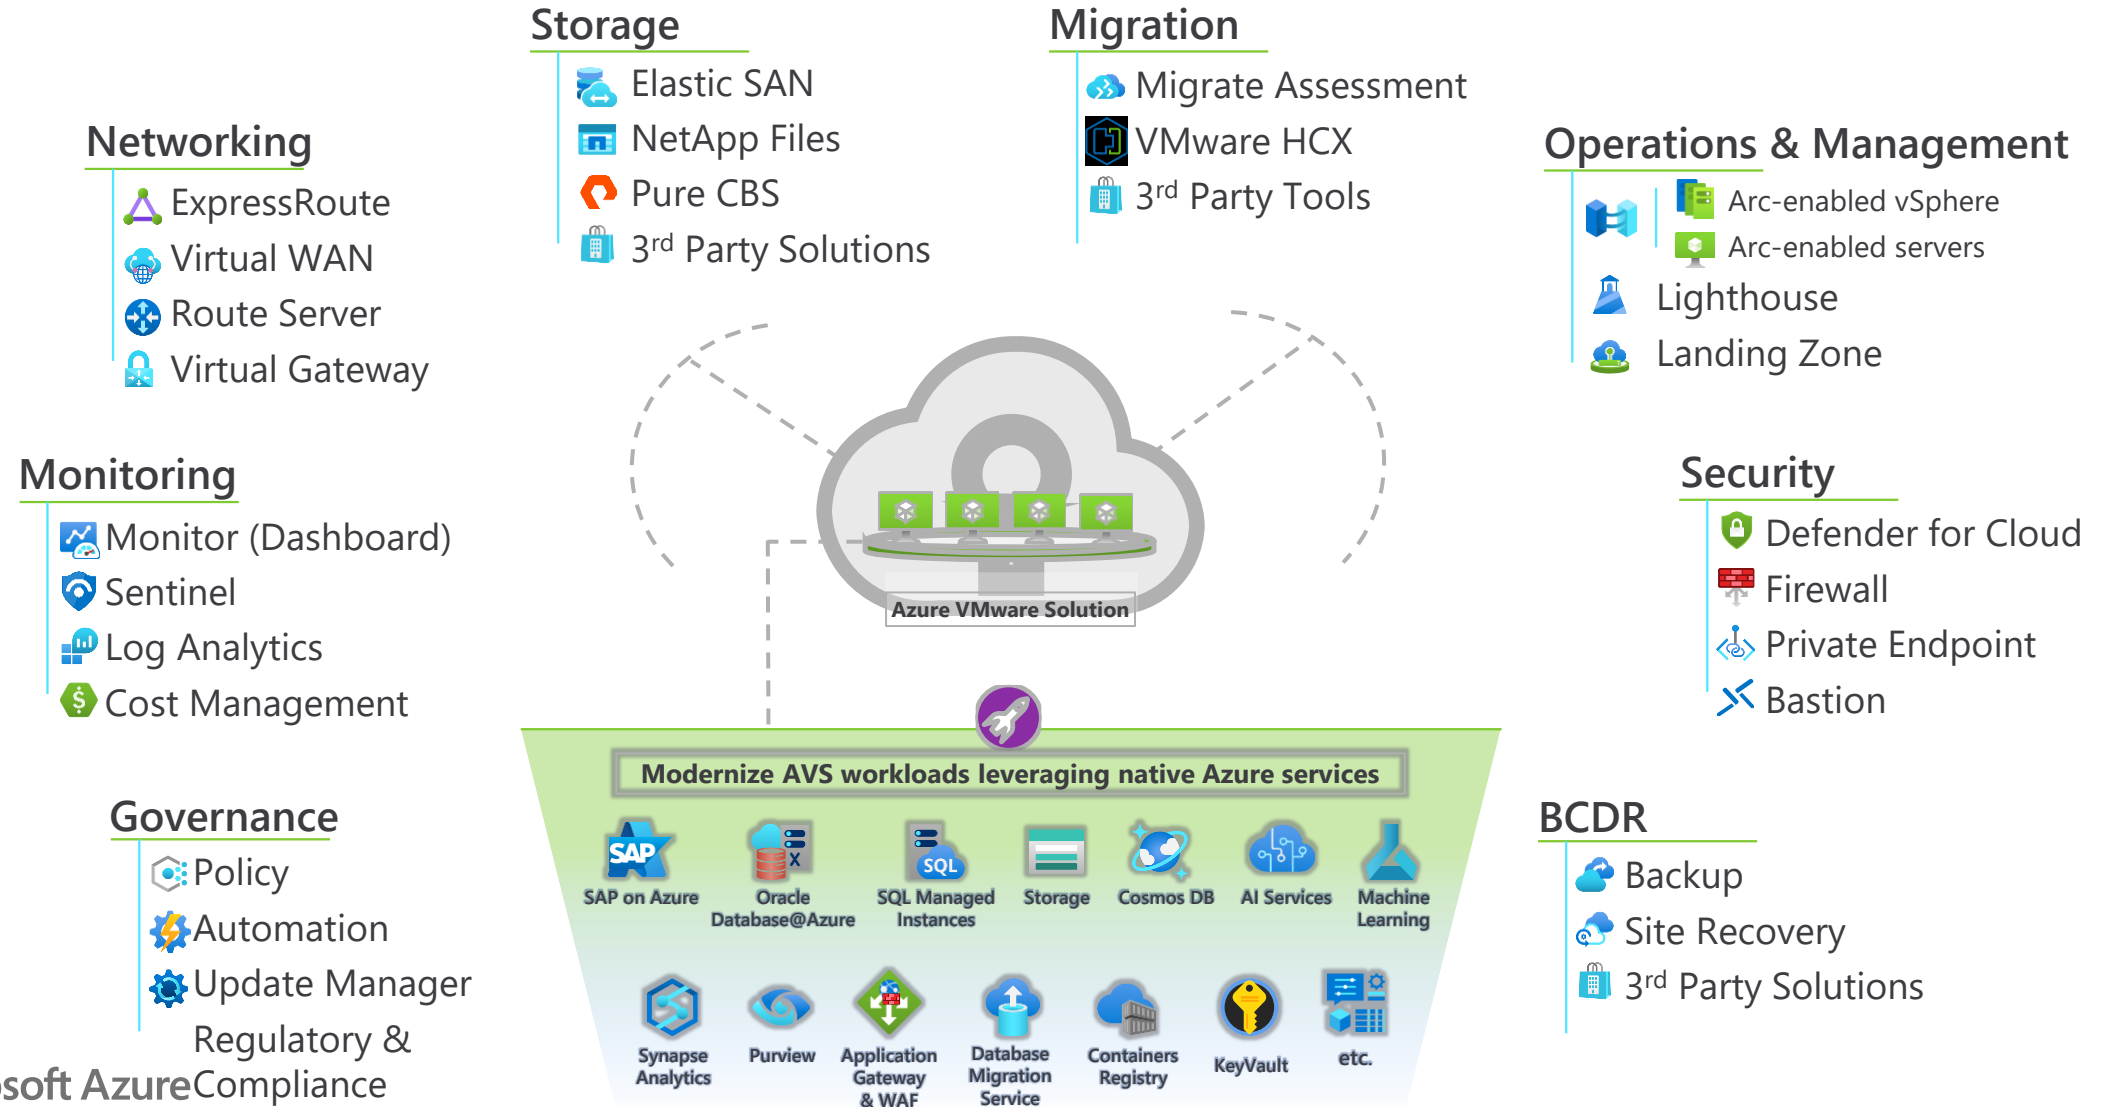 Storage
Elastic SAN
NetApp Files
Pure CBS
3rd Party Solutions
Migration
Migrate Assessment
VMware HCX
3rd Party Tools
Networking
ExpressRoute
Virtual WAN
Route Server
Virtual Gateway
Operations & Management
Arc-enabled vSphere
Arc-enabled servers
Lighthouse
Landing Zone
Monitoring
Monitor (Dashboard)
Sentinel
Log Analytics
Cost Management
Azure VMware Solution
Security
Defender for Cloud
Firewall
Private Endpoint
Bastion
Governance
Policy
Automation
Update Manager
Regulatory &
Compliance
osoft Azure
Modernize AVS workloads leveraging native Azure services
SAP
SAP on Azure
X
Oracle
Database@Azure
SQL
SQL Managed
Instances
Storage
Cosmos DB
AI Services
Machine
Learning
Synapse
Analytics
Purview
Application
Gateway
& WAF
Database
Migration
Service
Containers
Registry
KeyVault
etc.
BCDR
Backup
Site Recovery
3rd Party Solutions